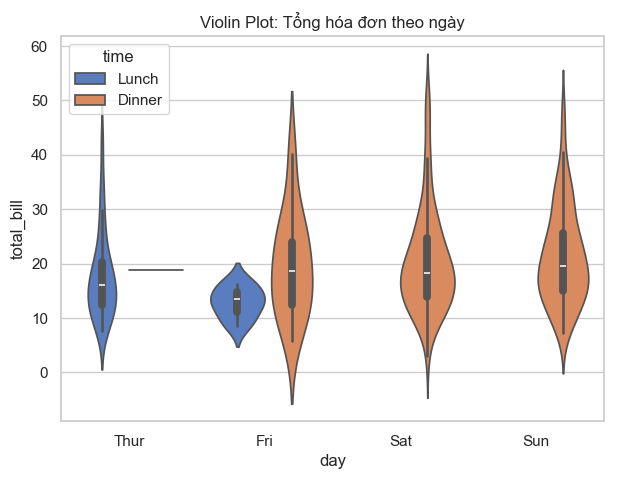 Violin Plot: Tổng hóa đơn theo ngày
time
Lunch
Dinner
total_bill
60
50
40
30
20
10
0
Thur
Fri
Sat
Sun
day